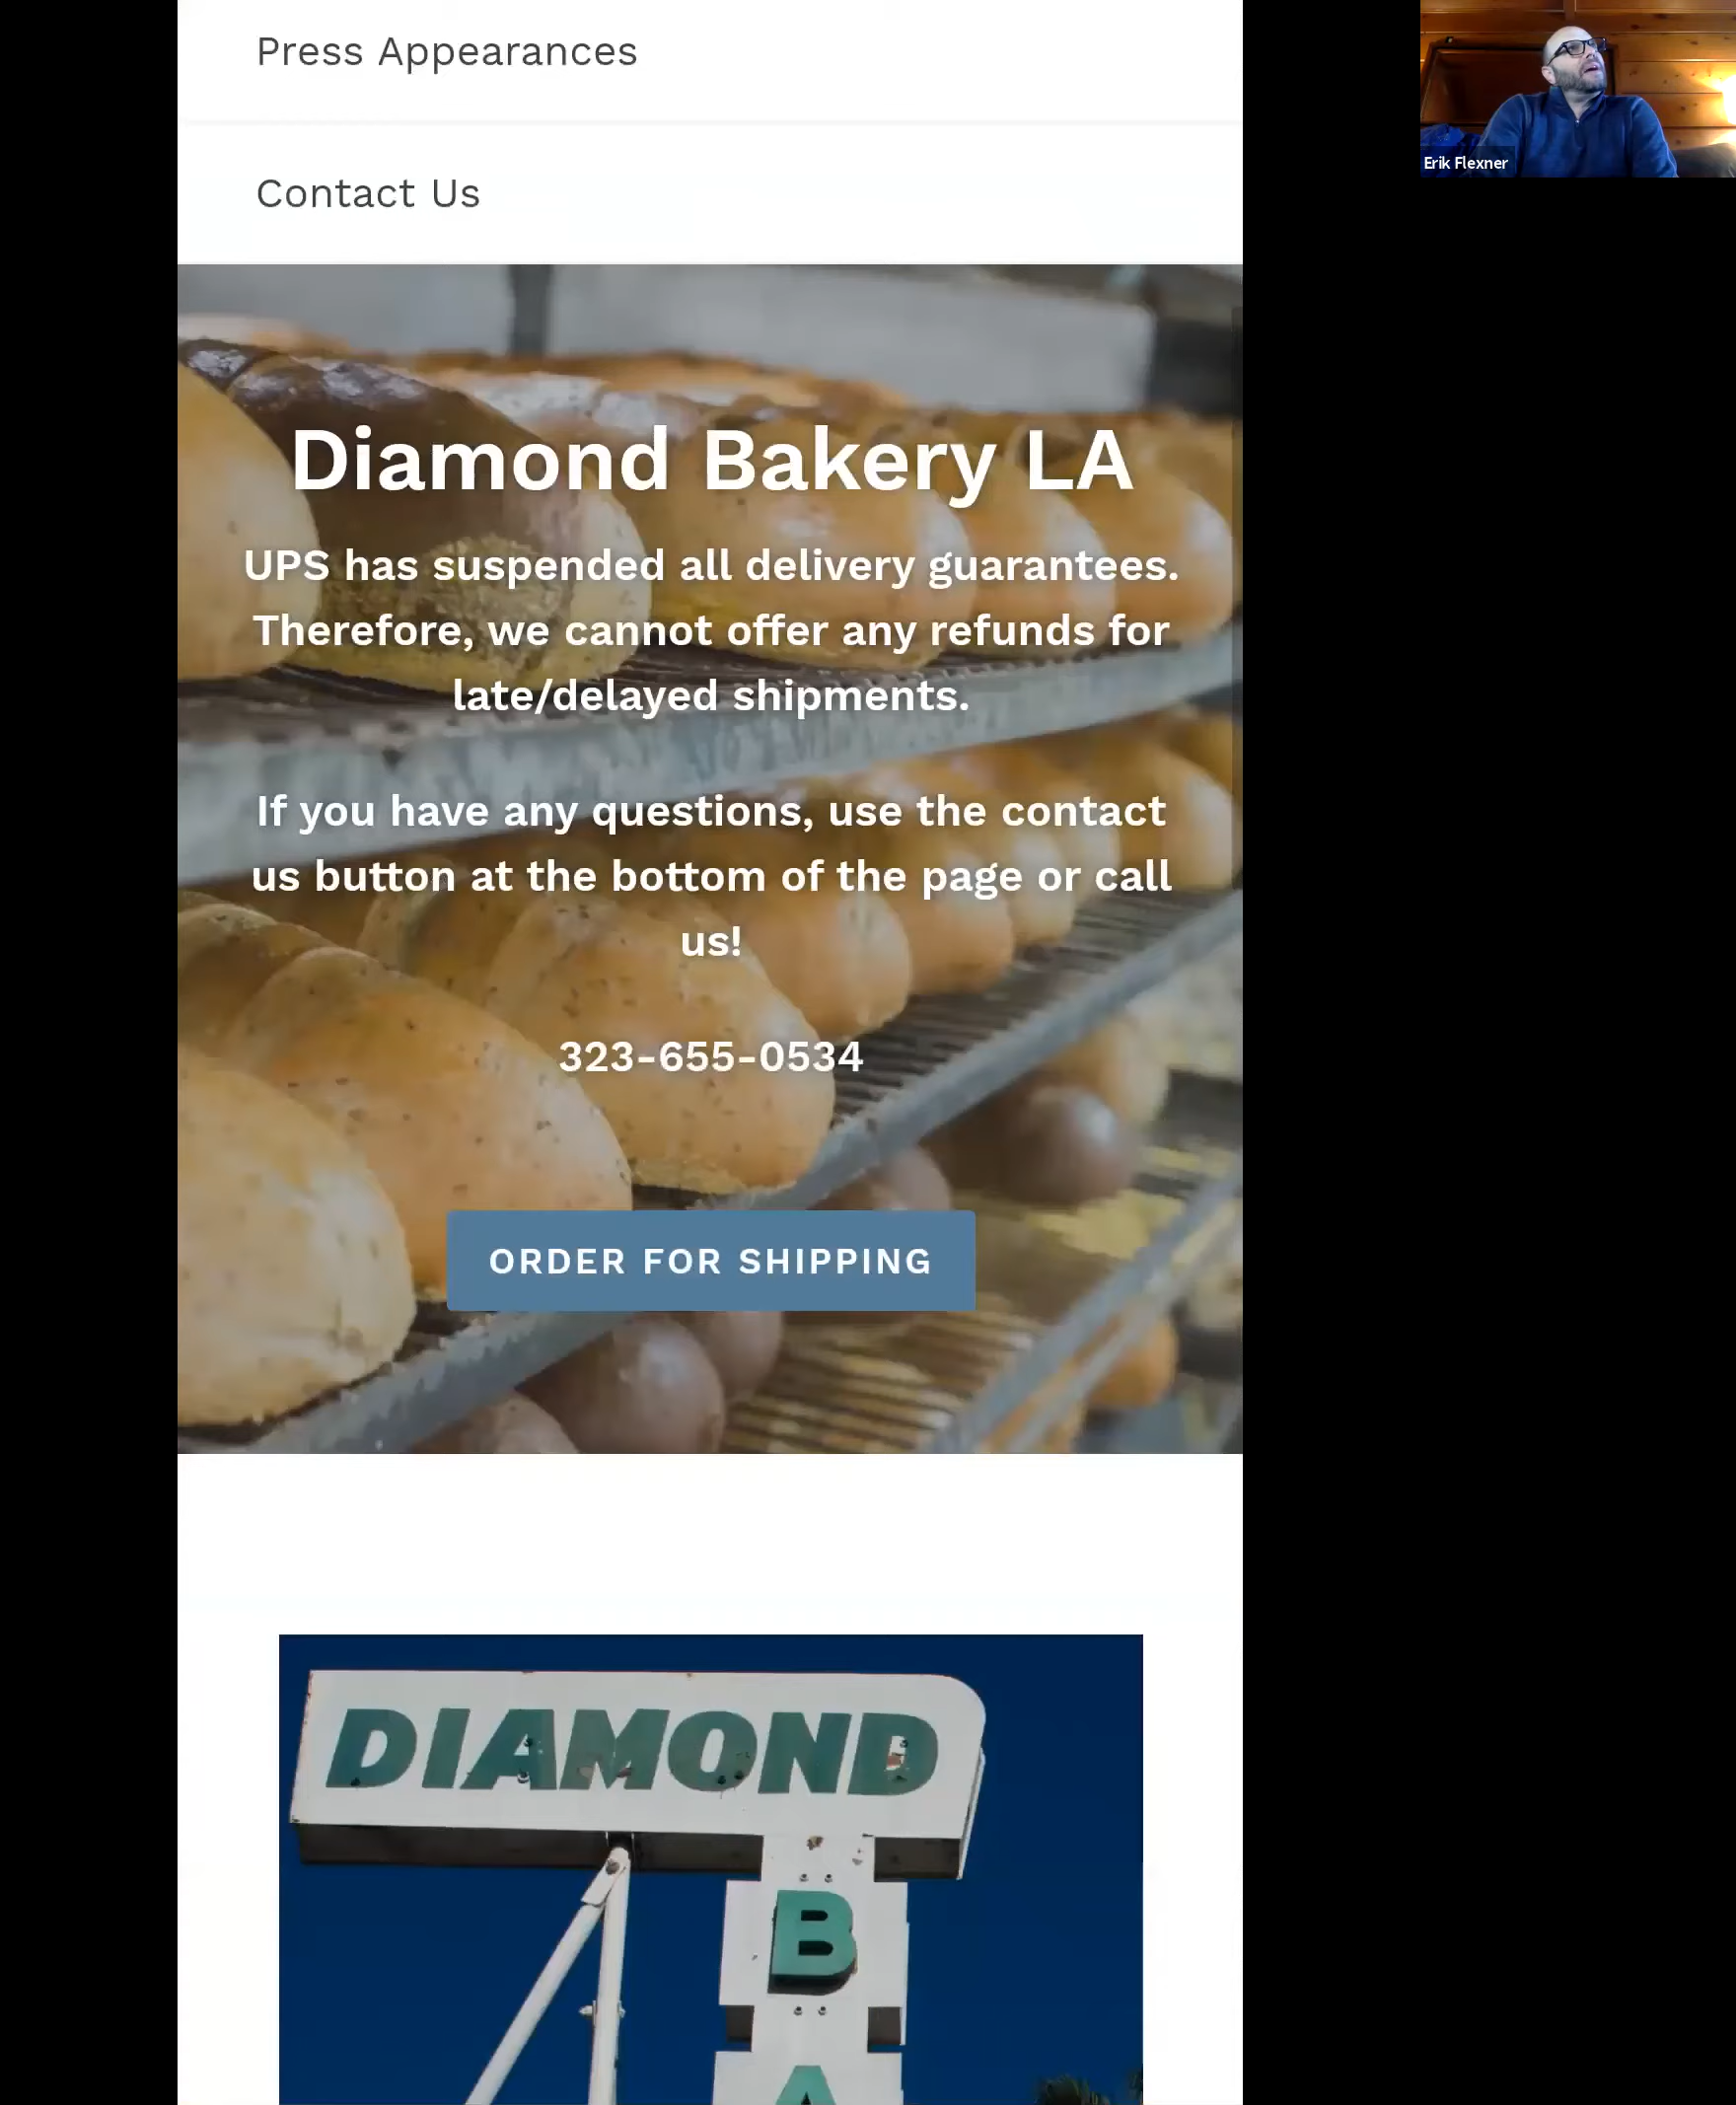 Press Appearances
Erik Flexner
Contact Us
Diamond Bakery LA
UPS has suspended all delivery guarantees.
Therefore, we cannot offer any refunds for
late/delayed shipments.
If you have any questions, use the contact
us button at the bottom of the page or call
us!
323-655-0534
ORDER FOR SHIPPING
DIAMOND
B
A